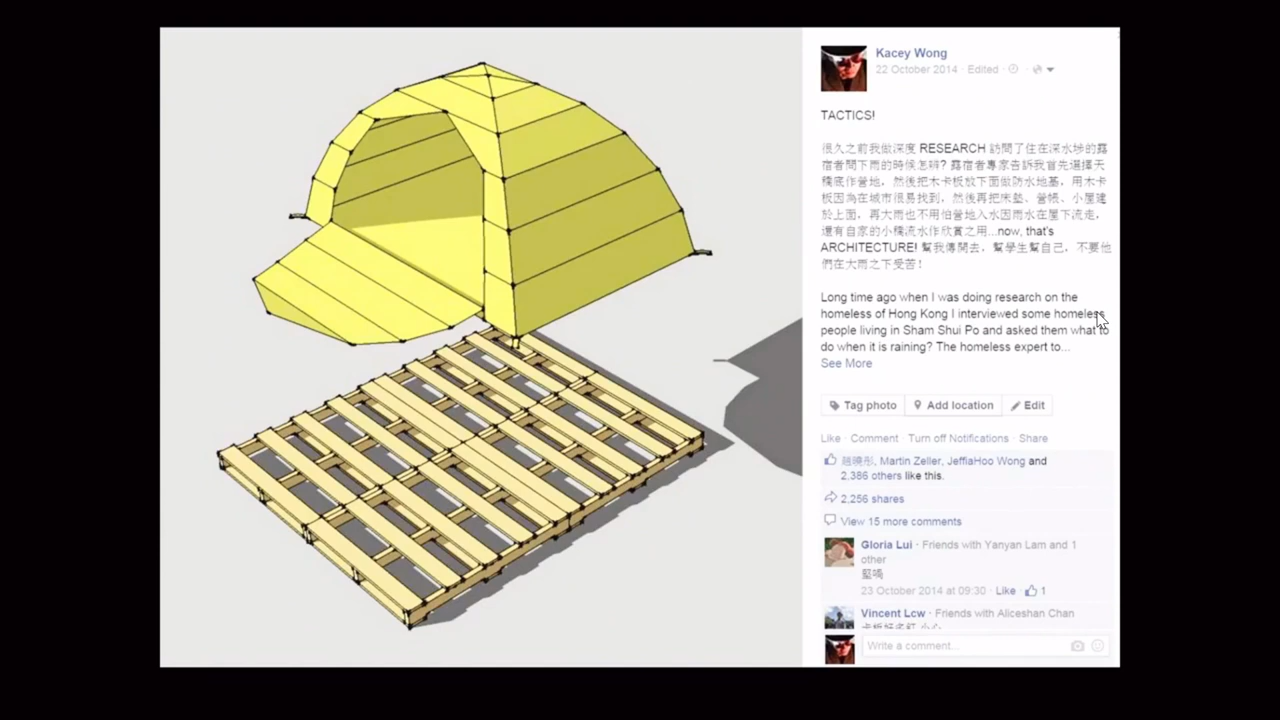 Kacey Wong
22 October 2014 · Edited ·
TACTICS!
很久之前我做深度 RESEARCH 訪問了住在深水埗的露
宿者問下雨的時候怎辦? 露宿者專家告訴我首先選擇天
橋底作營地，然後把木卡板放下面做防水地基，用木卡
板因為在城市很易找到，然後再把床墊、營帳、小屋建
於上面，再大雨也不用怕營地入水因雨水在屋下流走，
還有自家的小橋流水作欣賞之用...now, that's
ARCHITECTURE! 幫我傳開去，幫學生幫自己，不要他
們在大雨之下受苦!
Long time ago when I was doing research on the
homeless of Hong Kong I interviewed some homeless
people living in Sham Shui Po and asked them what to
do when it is raining? The homeless expert to...
See More
Tag photo Add location Edit
Like · Comment · Turn off Notifications · Share
趙曉彤, Martin Zeller, JeffiaHoo Wong and
2,386 others like this.
2,256 shares
View 15 more comments
Gloria Lui · Friends with Yanyan Lam and 1
other
堅鳴
23 October 2014 at 09:30 · Like · 1
Vincent Lcw · Friends with Aliceshan Chan
卡板好多釘 小心
Write a comment...